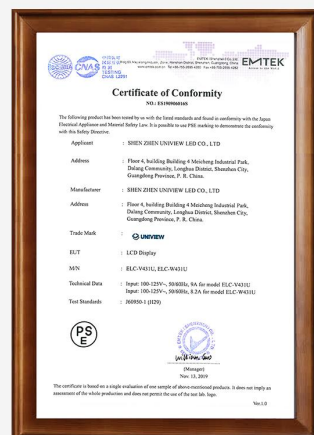 CNAS
TESTING
EMTEK
Certificate of Conformity
NO.: ES190906016S
The following product has been tested by us with the listed standards and found in conformity with the Japan
Electrical Appliance and Material Safety Law. It is possible to use PSE marking to demonstrate the conformity
with this Safety Directive.
Applicant : SHEN ZHEN UNIVIEW LED CO., LTD
Address : Floor 4, building Building 4 Meizheng Industrial Park,
Dalang Community, Longhua District, Shenzhen City,
Guangdong Province, P. R. China.
Manufacturer : SHEN ZHEN UNIVIEW LED CO., LTD
Address : Floor 4, building Building 4 Meizheng Industrial Park,
Dalang Community, Longhua District, Shenzhen City,
Guangdong Province, P. R. China.
Trade Mark : UNIVIEW
EUT : LCD Display
M/N : ELC-V431U, ELC-W431U
Technical Data : Input: 100-125V~, 50/60Hz, 9A for model ELC-V431U
Input: 100-125V~, 50/60Hz, 8.2A for model ELC-W431U
Test Standards : J60950-1 (H29)
PS
E
(Manager)
Nov. 13, 2019
The certificate is based on a single evaluation of one sample of above-mentioned products. It does not imply an
assessment of the whole production and does not permit the use of the test lab. logo.
Ver.1.0